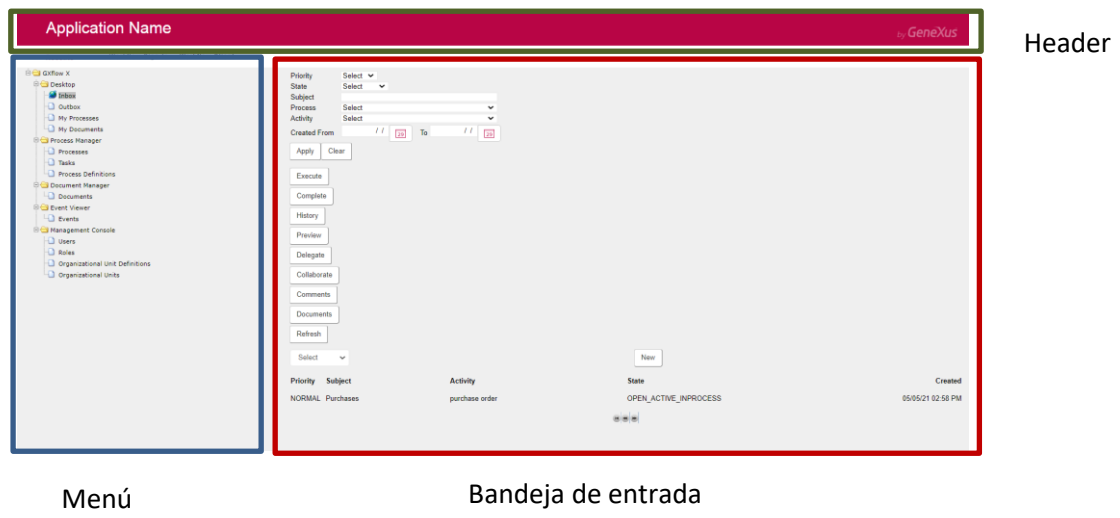 Application Name
by GeneXus
Header
GXflow X
Desktop
Inbox
Outbox
My Processes
My Documents
Process Manager
Processes
Tasks
Process Definitions
Document Manager
Documents
Event Viewer
Events
Management Console
Users
Roles
Organizational Unit Definitions
Organizational Units
Priority Select
State Select
Subject
Process Select
Activity Select
Created From / / To / /
Apply Clear
Execute
Complete
History
Preview
Delegate
Collaborate
Comments
Documents
Refresh
Select New
Priority Subject Activity State Created
NORMAL Purchases purchase order OPEN_ACTIVE_INPROCESS 05/05/21 02:58 PM
Menú
Bandeja de entrada